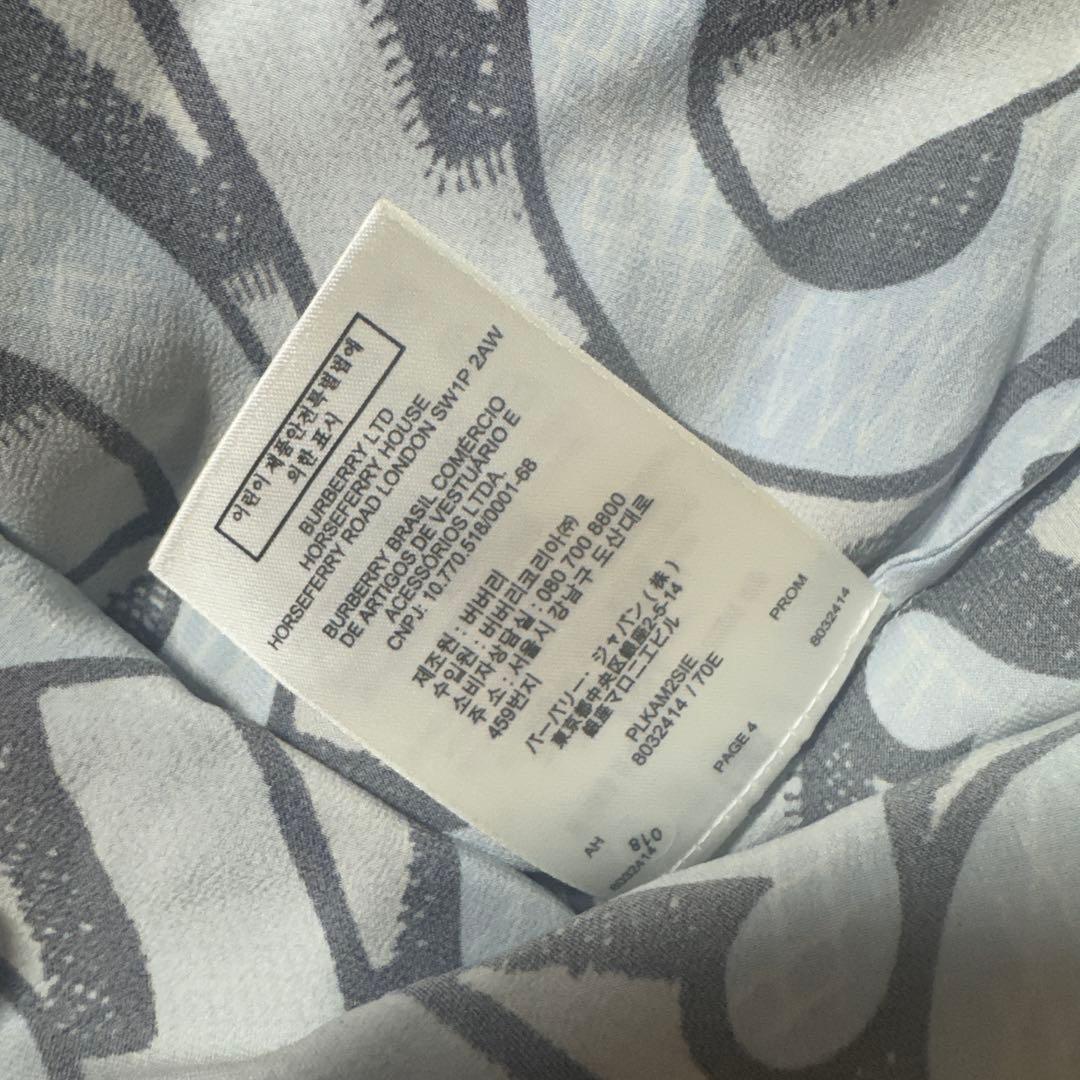 어린이제품안전특별법에
의한 표시
BURBERRY LTD
HORSEFERRY HOUSE
HORSEFERRY ROAD LONDON SW1P 2AW
BURBERRY BRASIL COMÉRCIO
DE ARTIGOS DE VESTUÁRIO E
ACESSORIOS LTDA.
CNPJ: 10.770.518/0001-68
제조원 : 버버리
수입원 : 버버리코리아(주)
소비자상담실 : 080 700 8800
주 소 : 서울시 강남구 도산대로
459번지
バーバリー・ジャパン(株)
東京都中央区銀座2-6-14
銀座マロニエビル
PLKAM2SIE
8032414 / 70E
PROM
8032414
PAGE 4
AH
018
8032414